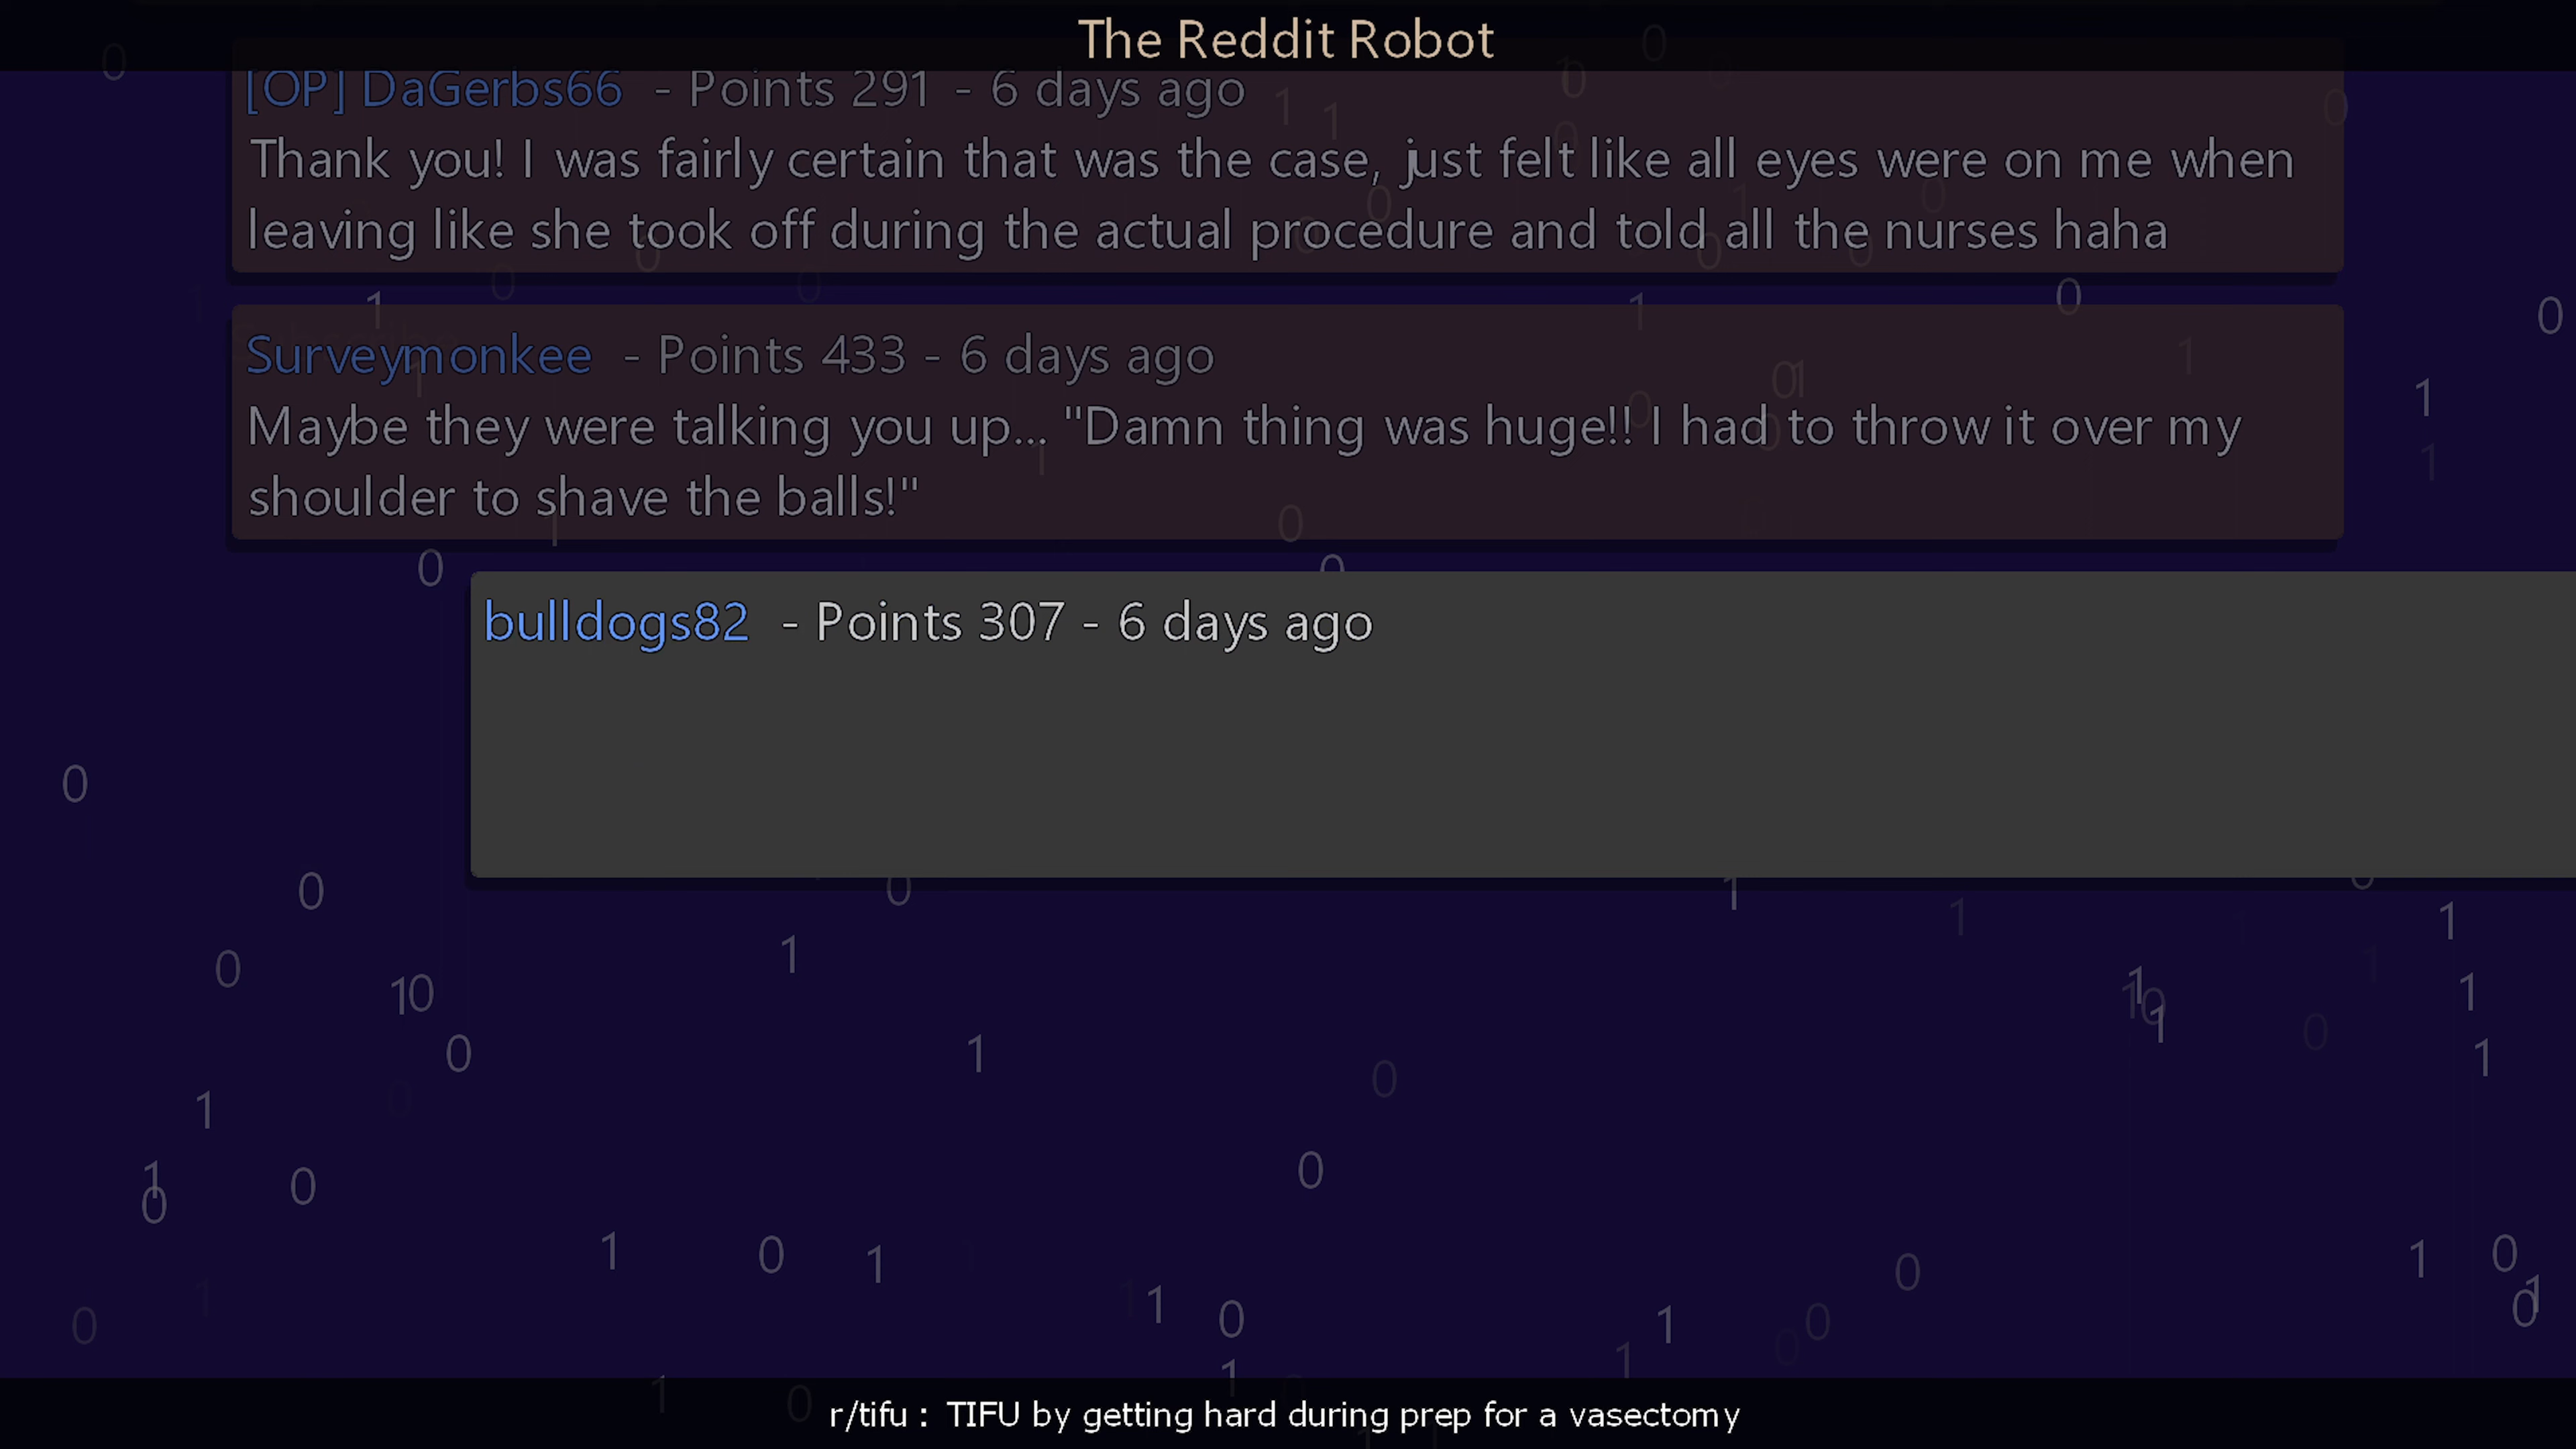 The Reddit Robot
[OP] DaGerbs66 - Points 291 - 6 days ago
Thank you! I was fairly certain that was the case, just felt like all eyes were on me when
leaving like she took off during the actual procedure and told all the nurses haha
Surveymonkee - Points 433 - 6 days ago
Maybe they were talking you up... "Damn thing was huge!! I had to throw it over my
shoulder to shave the balls!"
bulldogs82 - Points 307 - 6 days ago
r/tifu : TIFU by getting hard during prep for a vasectomy